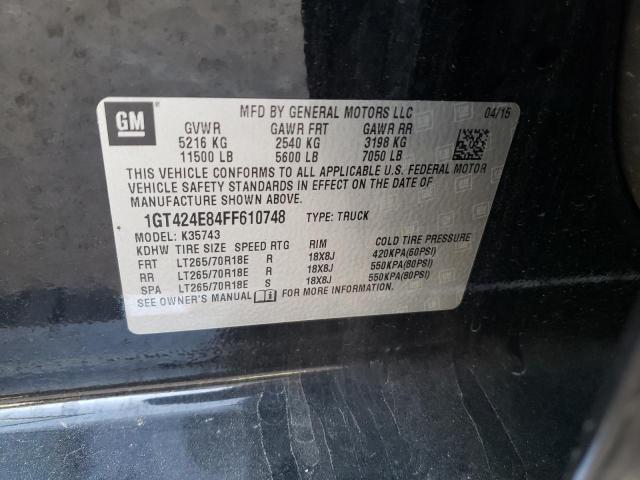 GM
MFD BY GENERAL MOTORS LLC 04/15
GVWR GAWR FRT GAWR RR
5216 KG 2540 KG 3198 KG
11500 LB 5600 LB 7050 LB
THIS VEHICLE CONFORMS TO ALL APPLICABLE U.S. FEDERAL MOTOR
VEHICLE SAFETY STANDARDS IN EFFECT ON THE DATE OF
MANUFACTURE SHOWN ABOVE.
1GT424E84FF610748 TYPE: TRUCK
MODEL: K35743
KDHW TIRE SIZE SPEED RTG RIM COLD TIRE PRESSURE
FRT LT265/70R18E R 18X8J 420KPA(60PSI)
RR LT265/70R18E R 18X8J 550KPA(80PSI)
SPA LT265/70R18E S 18X8J 550KPA(80PSI)
SEE OWNER'S MANUAL FOR MORE INFORMATION.